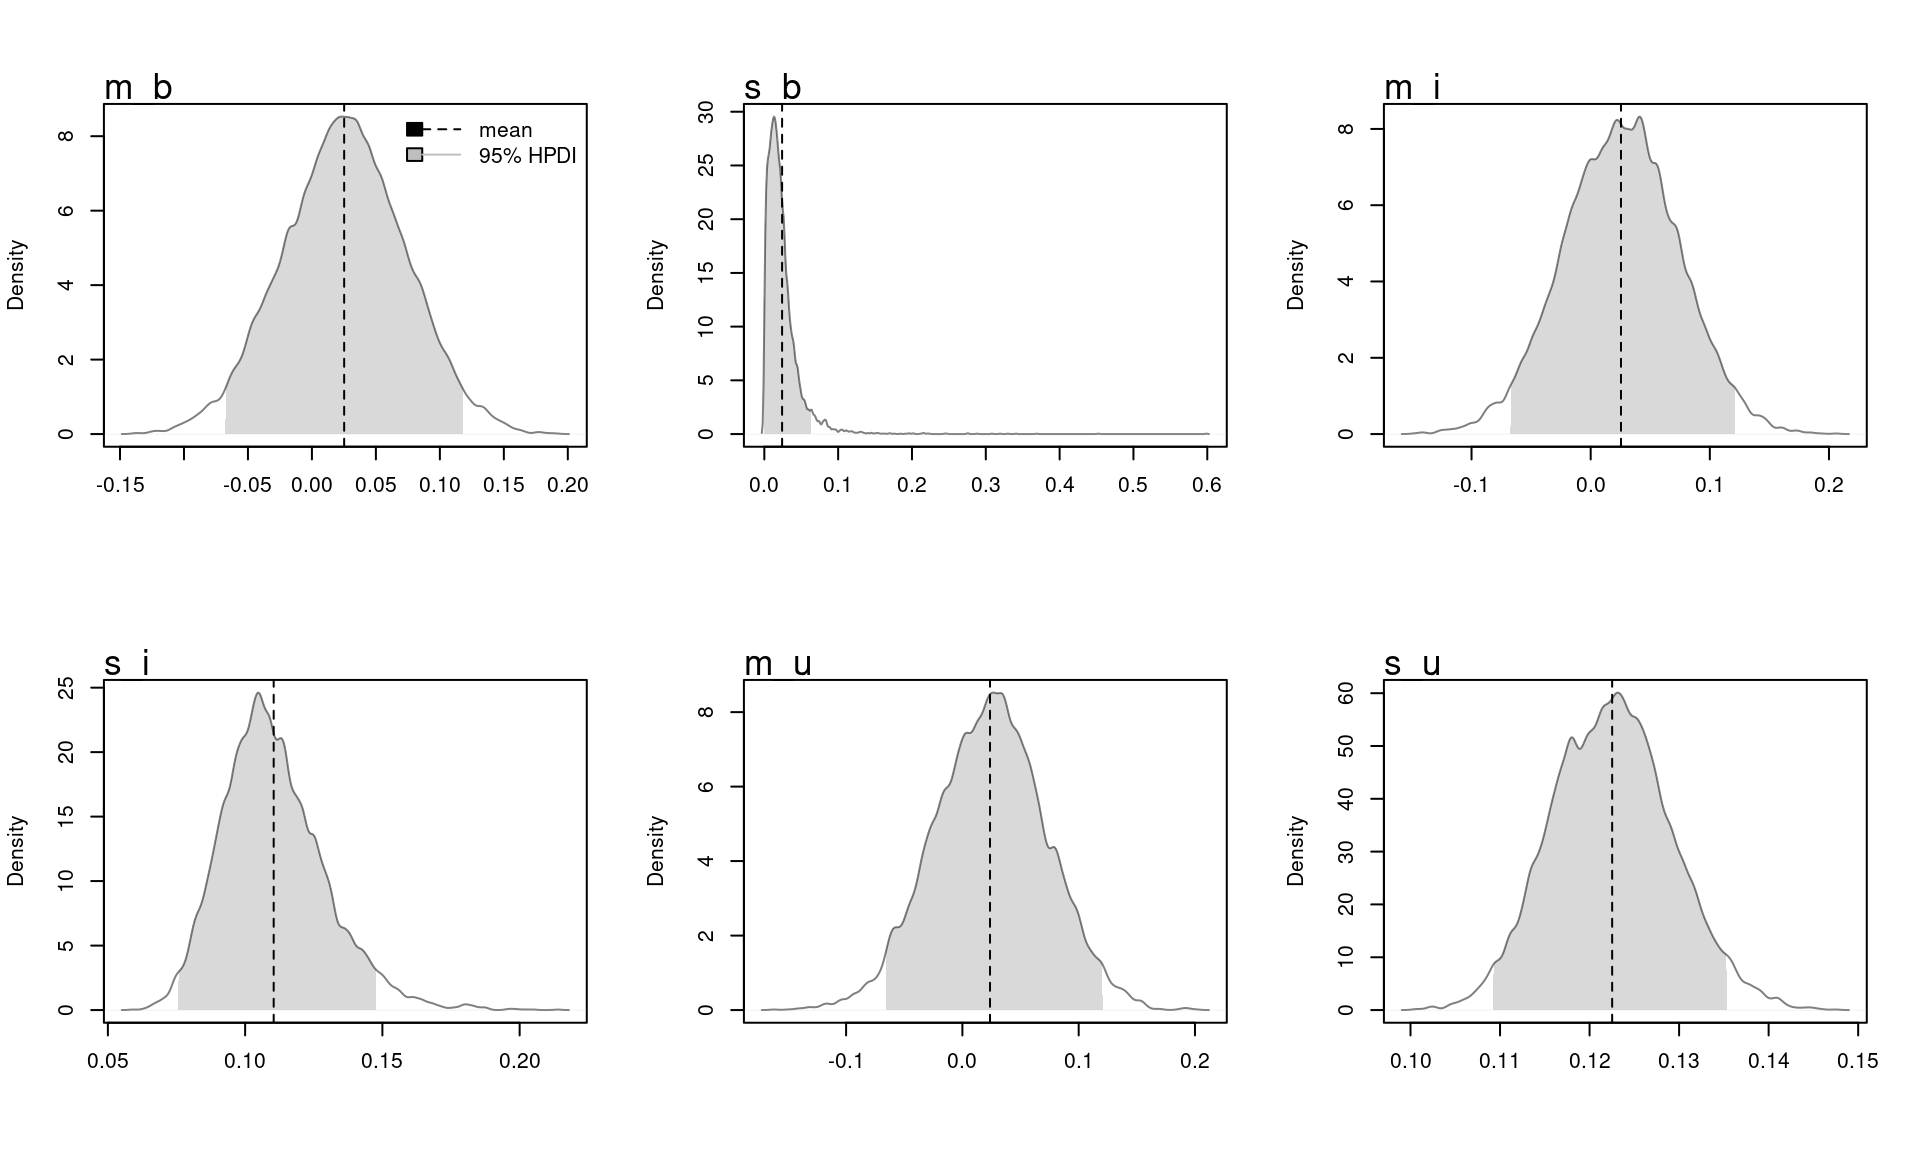 m b
mean
95% HPDI
Density
0 2 4 6 8
-0.15 -0.05 0.00 0.05 0.10 0.15 0.20
s b
Density
0 5 10 15 20 25 30
0.0 0.1 0.2 0.3 0.4 0.5 0.6
m i
Density
0 2 4 6 8
-0.1 0.0 0.1 0.2
s i
Density
0 5 10 15 20 25
0.05 0.10 0.15 0.20
m u
Density
0 2 4 6 8
-0.1 0.0 0.1 0.2
s u
Density
0 10 20 30 40 50 60
0.10 0.11 0.12 0.13 0.14 0.15